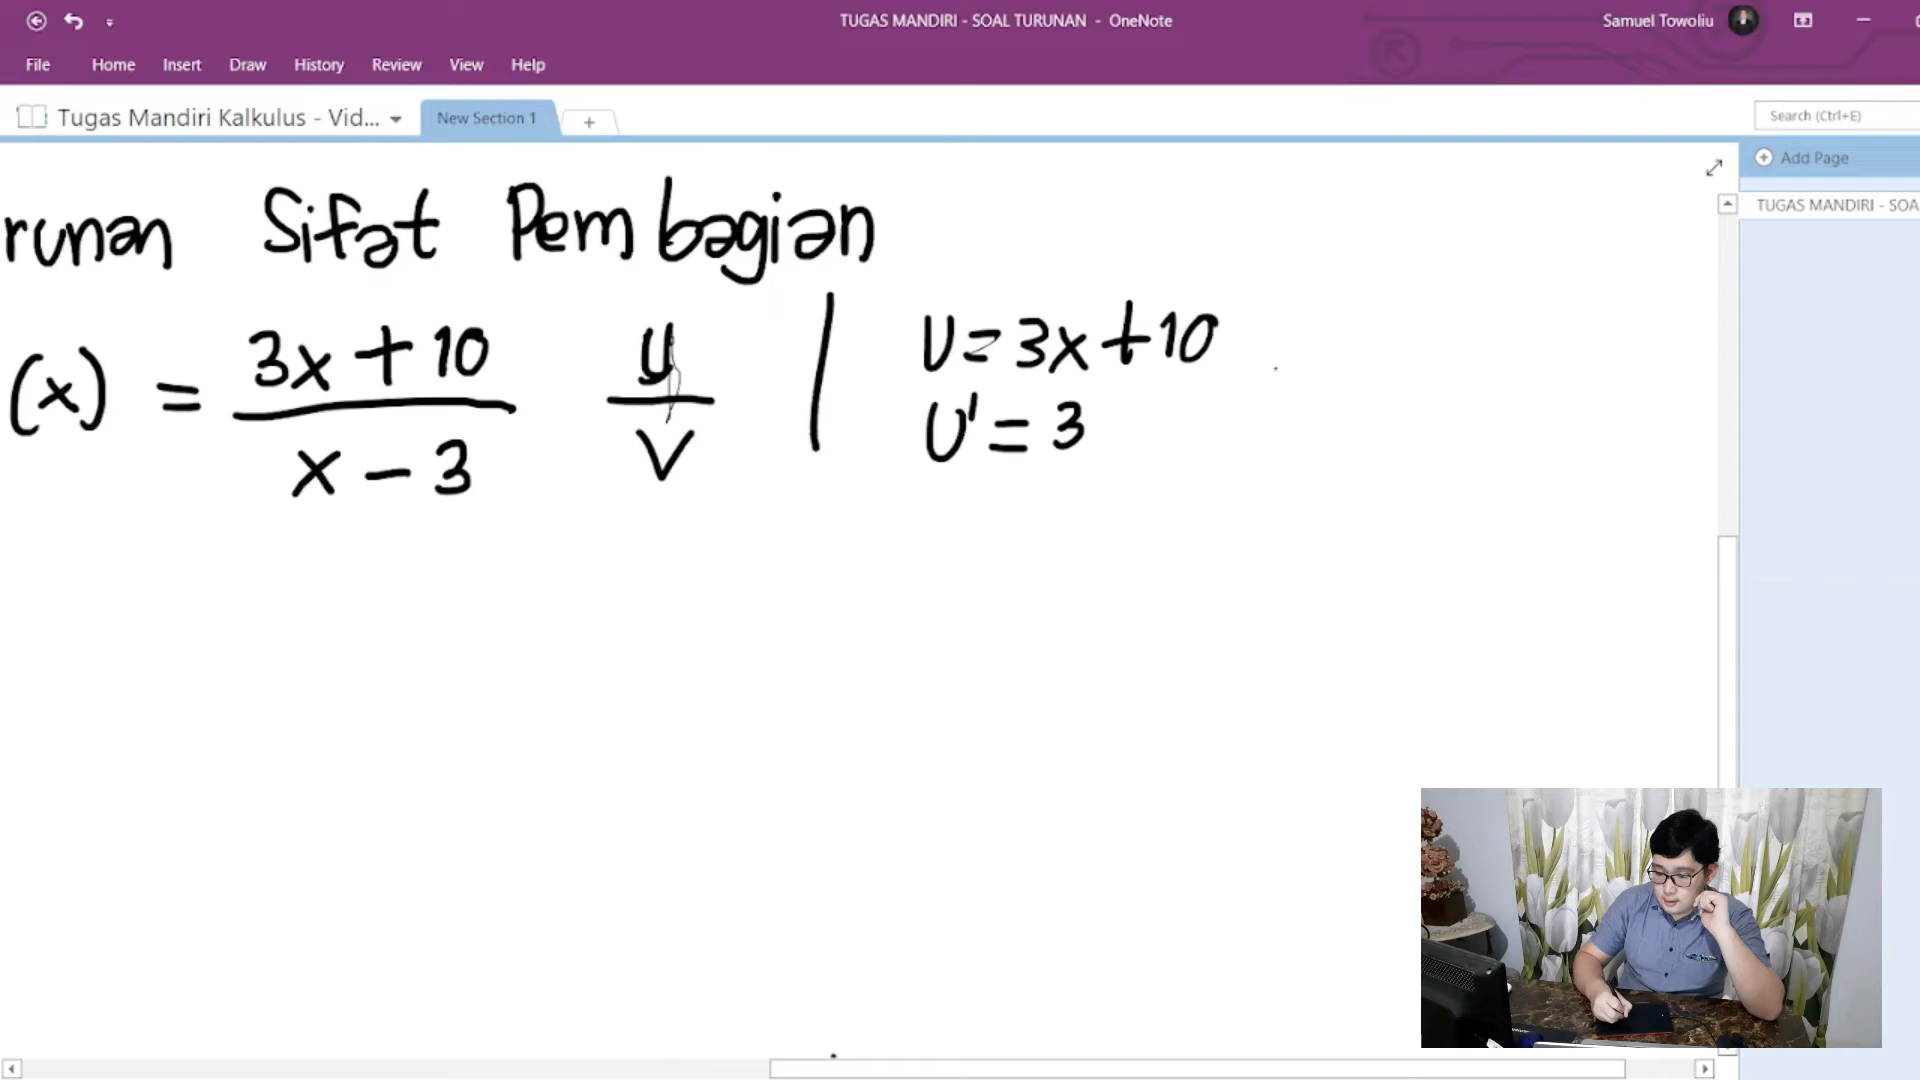 TUGAS MANDIRI - SOAL TURUNAN - OneNote
Samuel Towoliu
File Home Insert Draw History Review View Help
Tugas Mandiri Kalkulus - Vid...
New Section 1
+
Search (Ctrl+E)
Add Page
TUGAS MANDIRI - SOA
runan Sifat Pembagian
(x) = 3x + 10
x - 3
U
V
U = 3x + 10
U' = 3